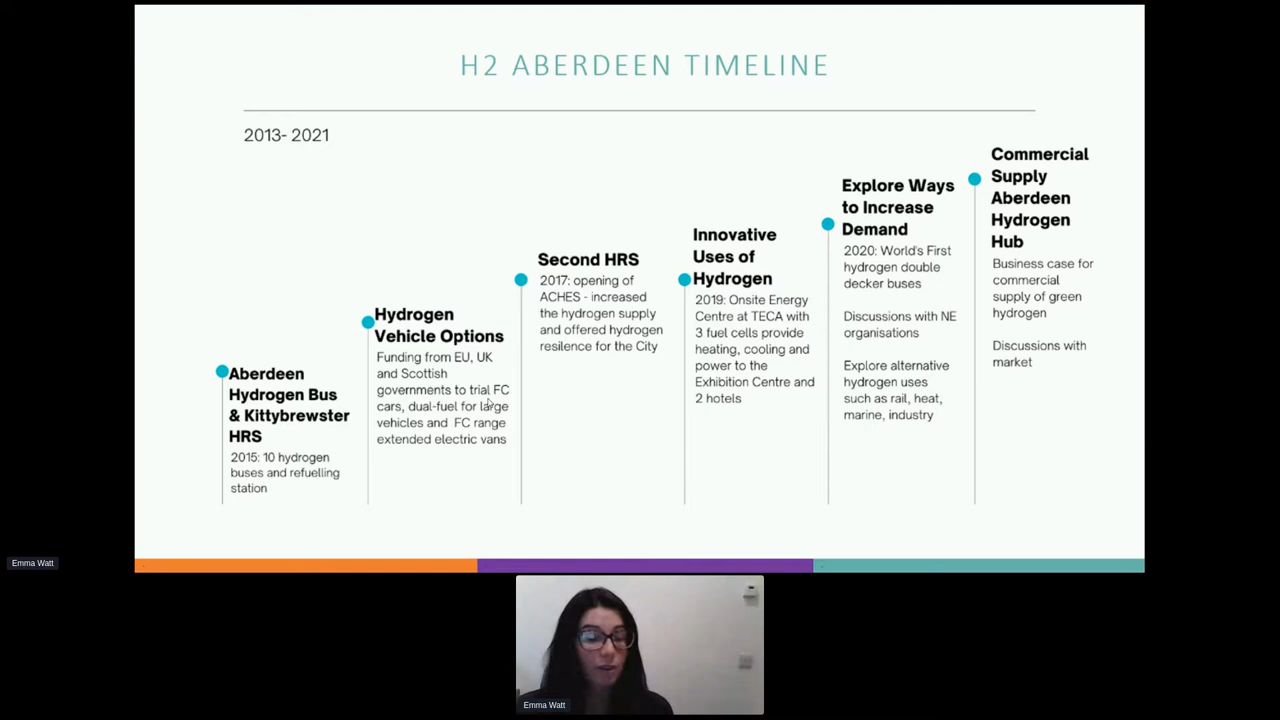 H2 ABERDEEN TIMELINE
2013- 2021
Aberdeen
Hydrogen Bus
& Kittybrewster
HRS
2015: 10 hydrogen
buses and refuelling
station
Hydrogen
Vehicle Options
Funding from EU, UK
and Scottish
governments to trial FC
cars, dual-fuel for large
vehicles and FC range
extended electric vans
Second HRS
2017: opening of
ACHES - increased
the hydrogen supply
and offered hydrogen
resilence for the City
Innovative
Uses of
Hydrogen
2019: Onsite Energy
Centre at TECA with
3 fuel cells provide
heating, cooling and
power to the
Exhibition Centre and
2 hotels
Explore Ways
to Increase
Demand
2020: World's First
hydrogen double
decker buses
Discussions with NE
organisations
Explore alternative
hydrogen uses
such as rail, heat,
marine, industry
Commercial
Supply
Aberdeen
Hydrogen
Hub
Business case for
commercial
supply of green
hydrogen
Discussions with
market
Emma Watt
Emma Watt